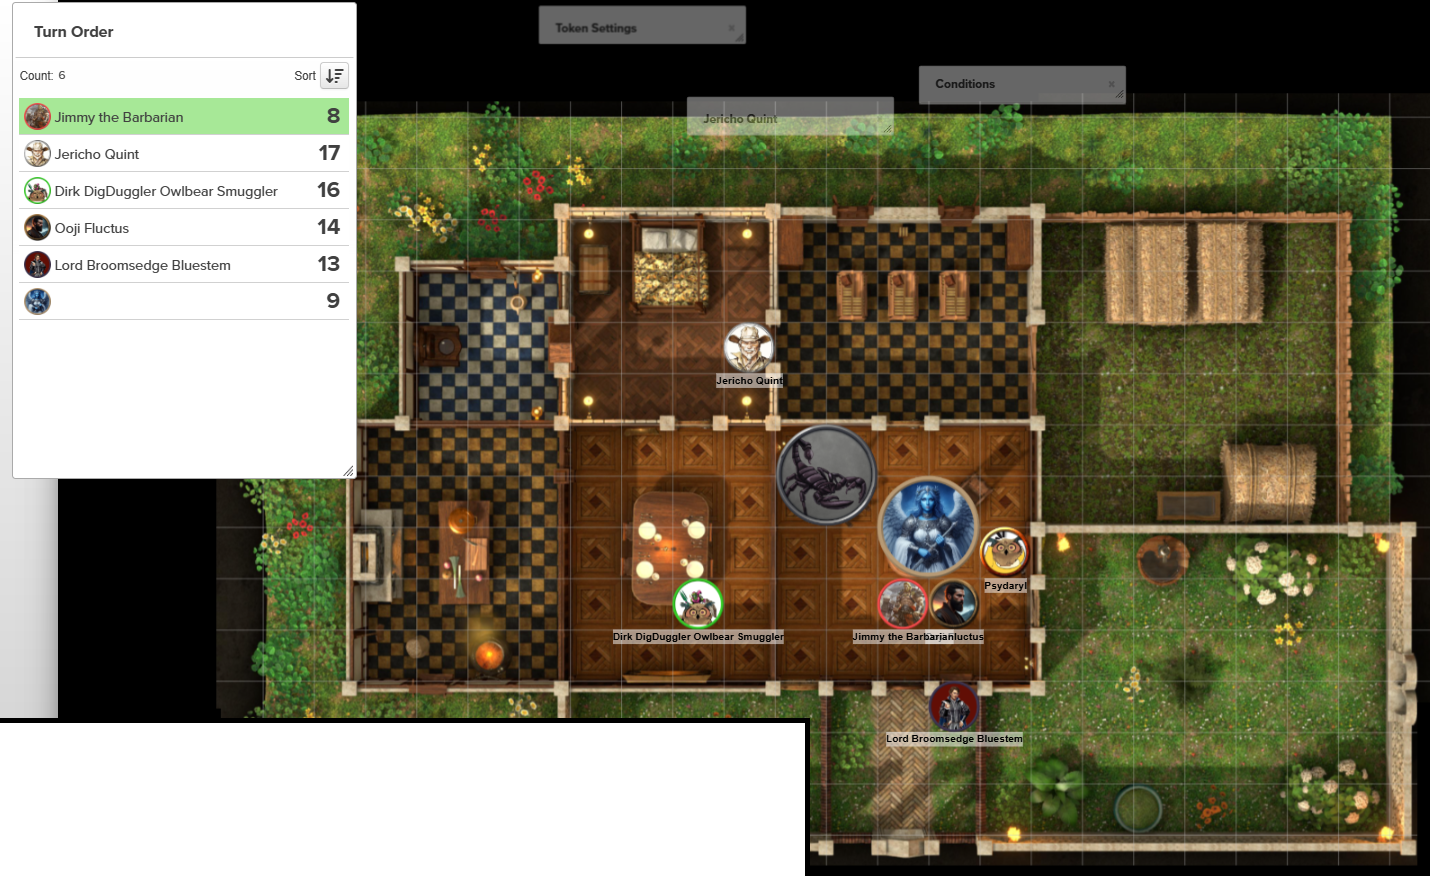 Turn Order
Count: 6
Sort
Jimmy the Barbarian 8
Jericho Quint 17
Dirk DigDuggler Owlbear Smuggler 16
Ooji Fluctus 14
Lord Broomsedge Bluestem 13
9
Token Settings ×
Conditions ×
Jericho Quint
Jericho Quint
Psydaryl
Dirk DigDuggler Owlbear Smuggler
Jimmy the Barbarian
Lord Broomsedge Bluestem